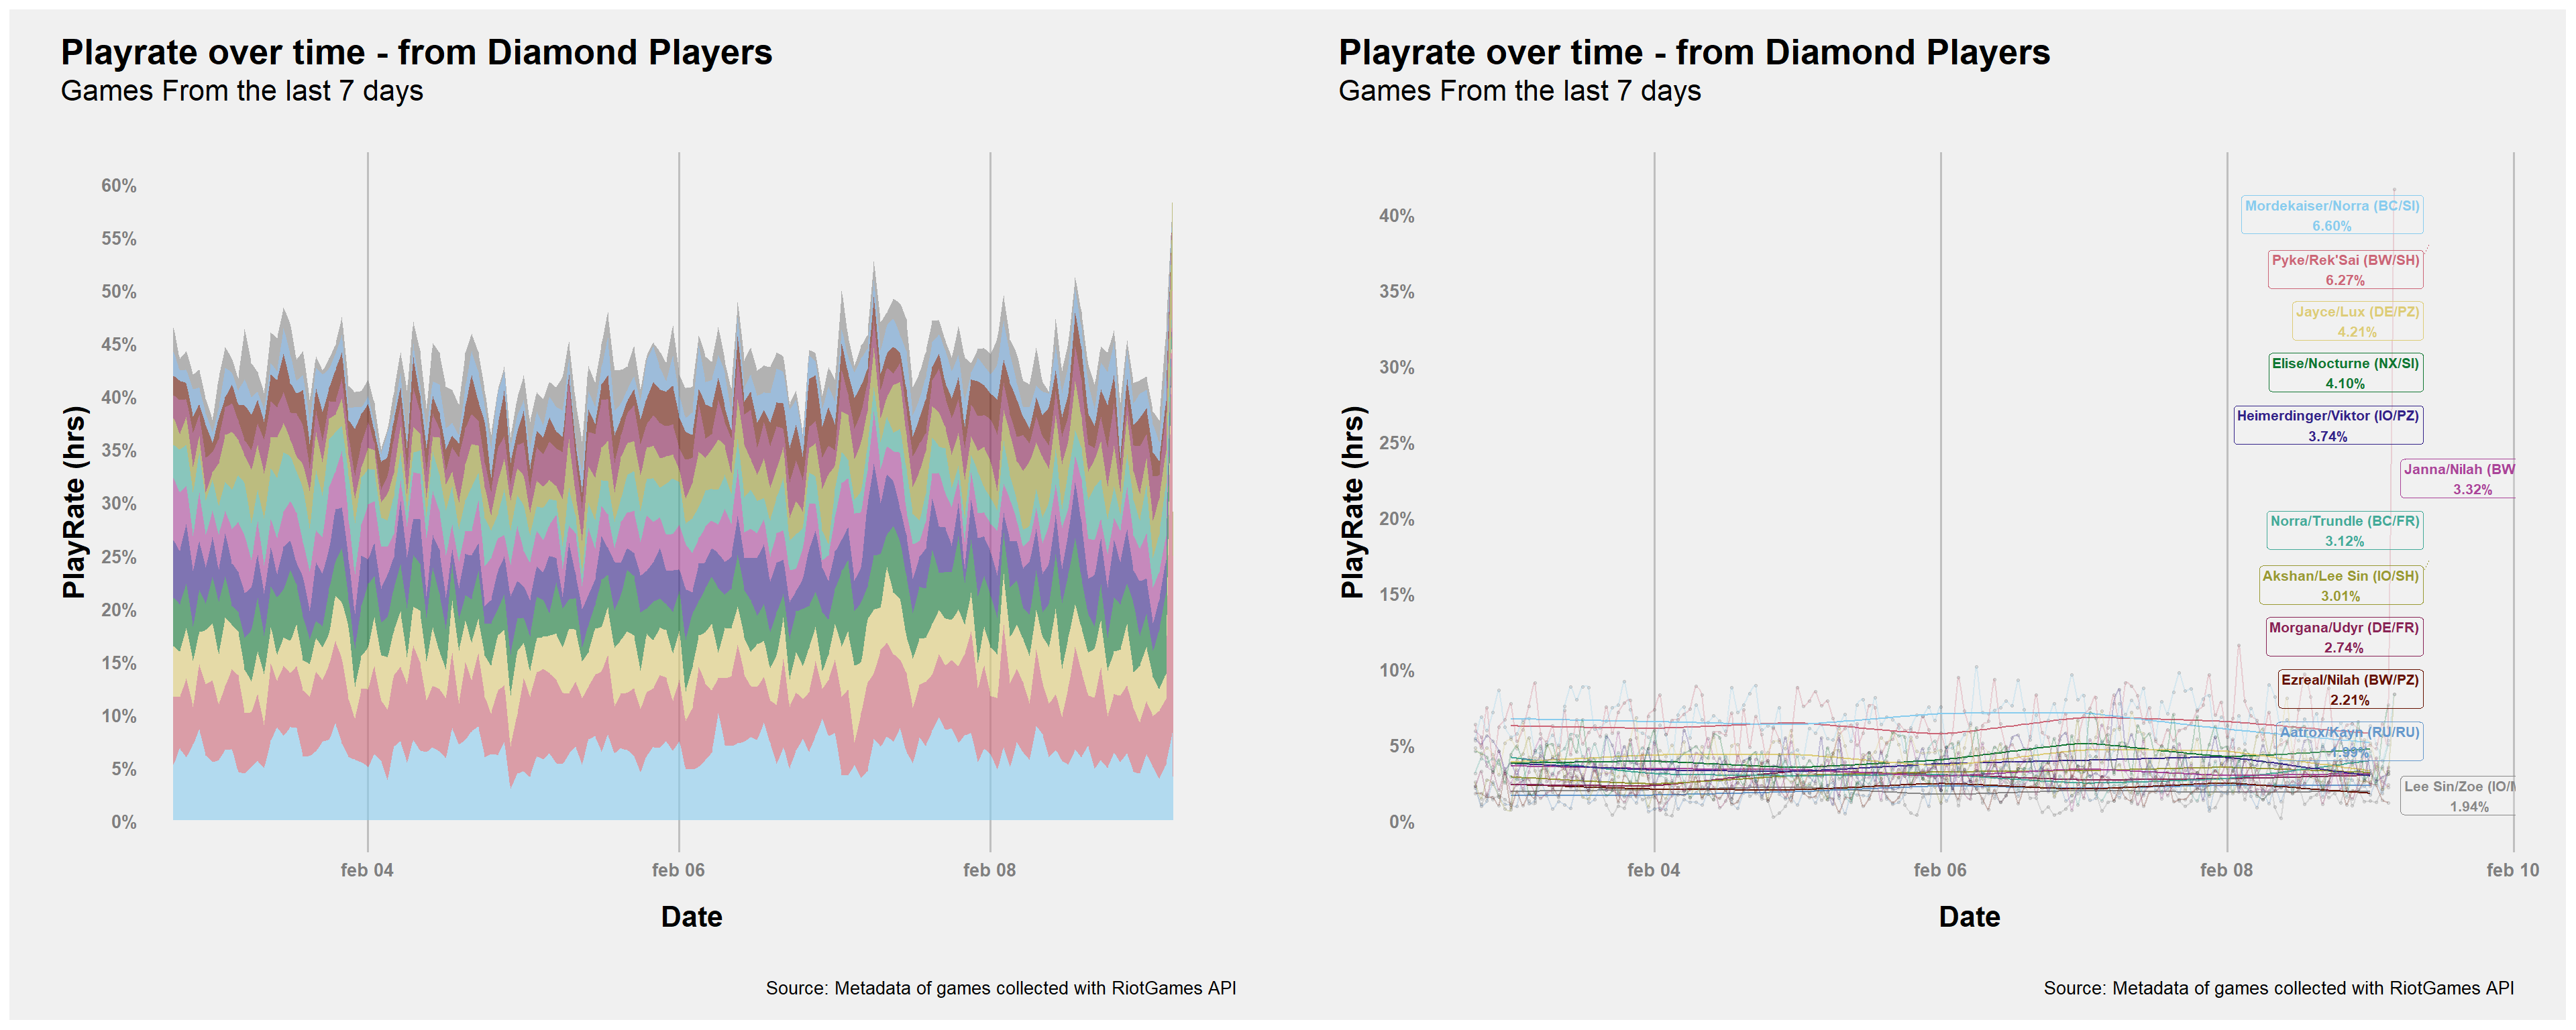 Playrate over time - from Diamond Players
Games From the last 7 days
PlayRate (hrs)
60%
55%
50%
45%
40%
35%
30%
25%
20%
15%
10%
5%
0%
feb 04
feb 06
feb 08
Date
Source: Metadata of games collected with RiotGames API
Playrate over time - from Diamond Players
Games From the last 7 days
PlayRate (hrs)
40%
35%
30%
25%
20%
15%
10%
5%
0%
Mordekaiser/Norra (BC/SI)
6.60%
Pyke/Rek'Sai (BW/SH)
6.27%
Jayce/Lux (DE/PZ)
4.21%
Elise/Nocturne (NX/SI)
4.10%
Heimerdinger/Viktor (IO/PZ)
3.74%
Janna/Nilah (BW
3.32%
Norra/Trundle (BC/FR)
3.12%
Akshan/Lee Sin (IO/SH)
3.01%
Morgana/Udyr (DE/FR)
2.74%
Ezreal/Nilah (BW/PZ)
2.21%
Aatrox/Kayn (RU/RU)
1.99%
Lee Sin/Zoe (IO/
1.94%
feb 04
feb 06
feb 08
feb 10
Date
Source: Metadata of games collected with RiotGames API